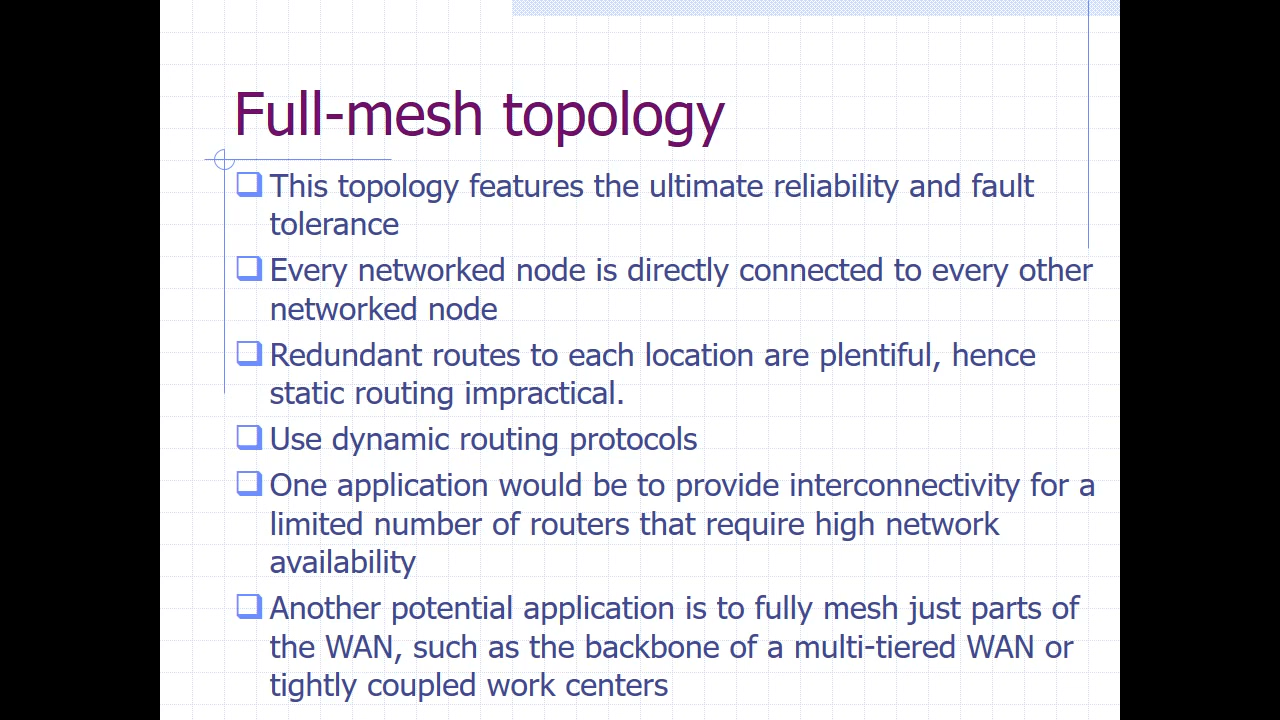 Full-mesh topology
This topology features the ultimate reliability and fault
tolerance
Every networked node is directly connected to every other
networked node
Redundant routes to each location are plentiful, hence
static routing impractical.
Use dynamic routing protocols
One application would be to provide interconnectivity for a
limited number of routers that require high network
availability
Another potential application is to fully mesh just parts of
the WAN, such as the backbone of a multi-tiered WAN or
tightly coupled work centers